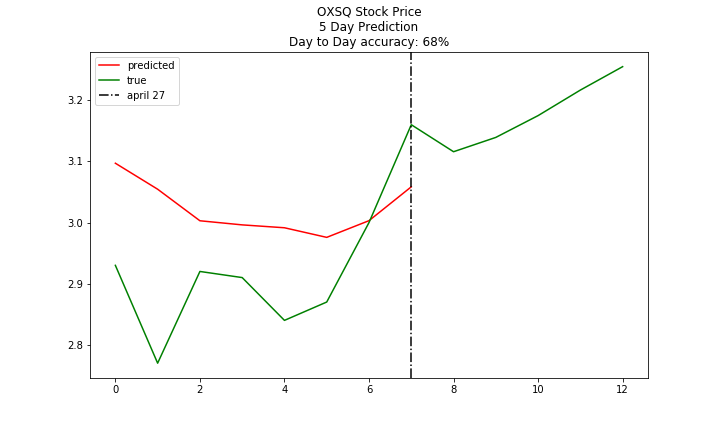 OXSQ Stock Price
5 Day Prediction
Day to Day accuracy: 68%
predicted
true
april 27
3.2
3.1
3.0
2.9
2.8
0 2 4 6 8 10 12